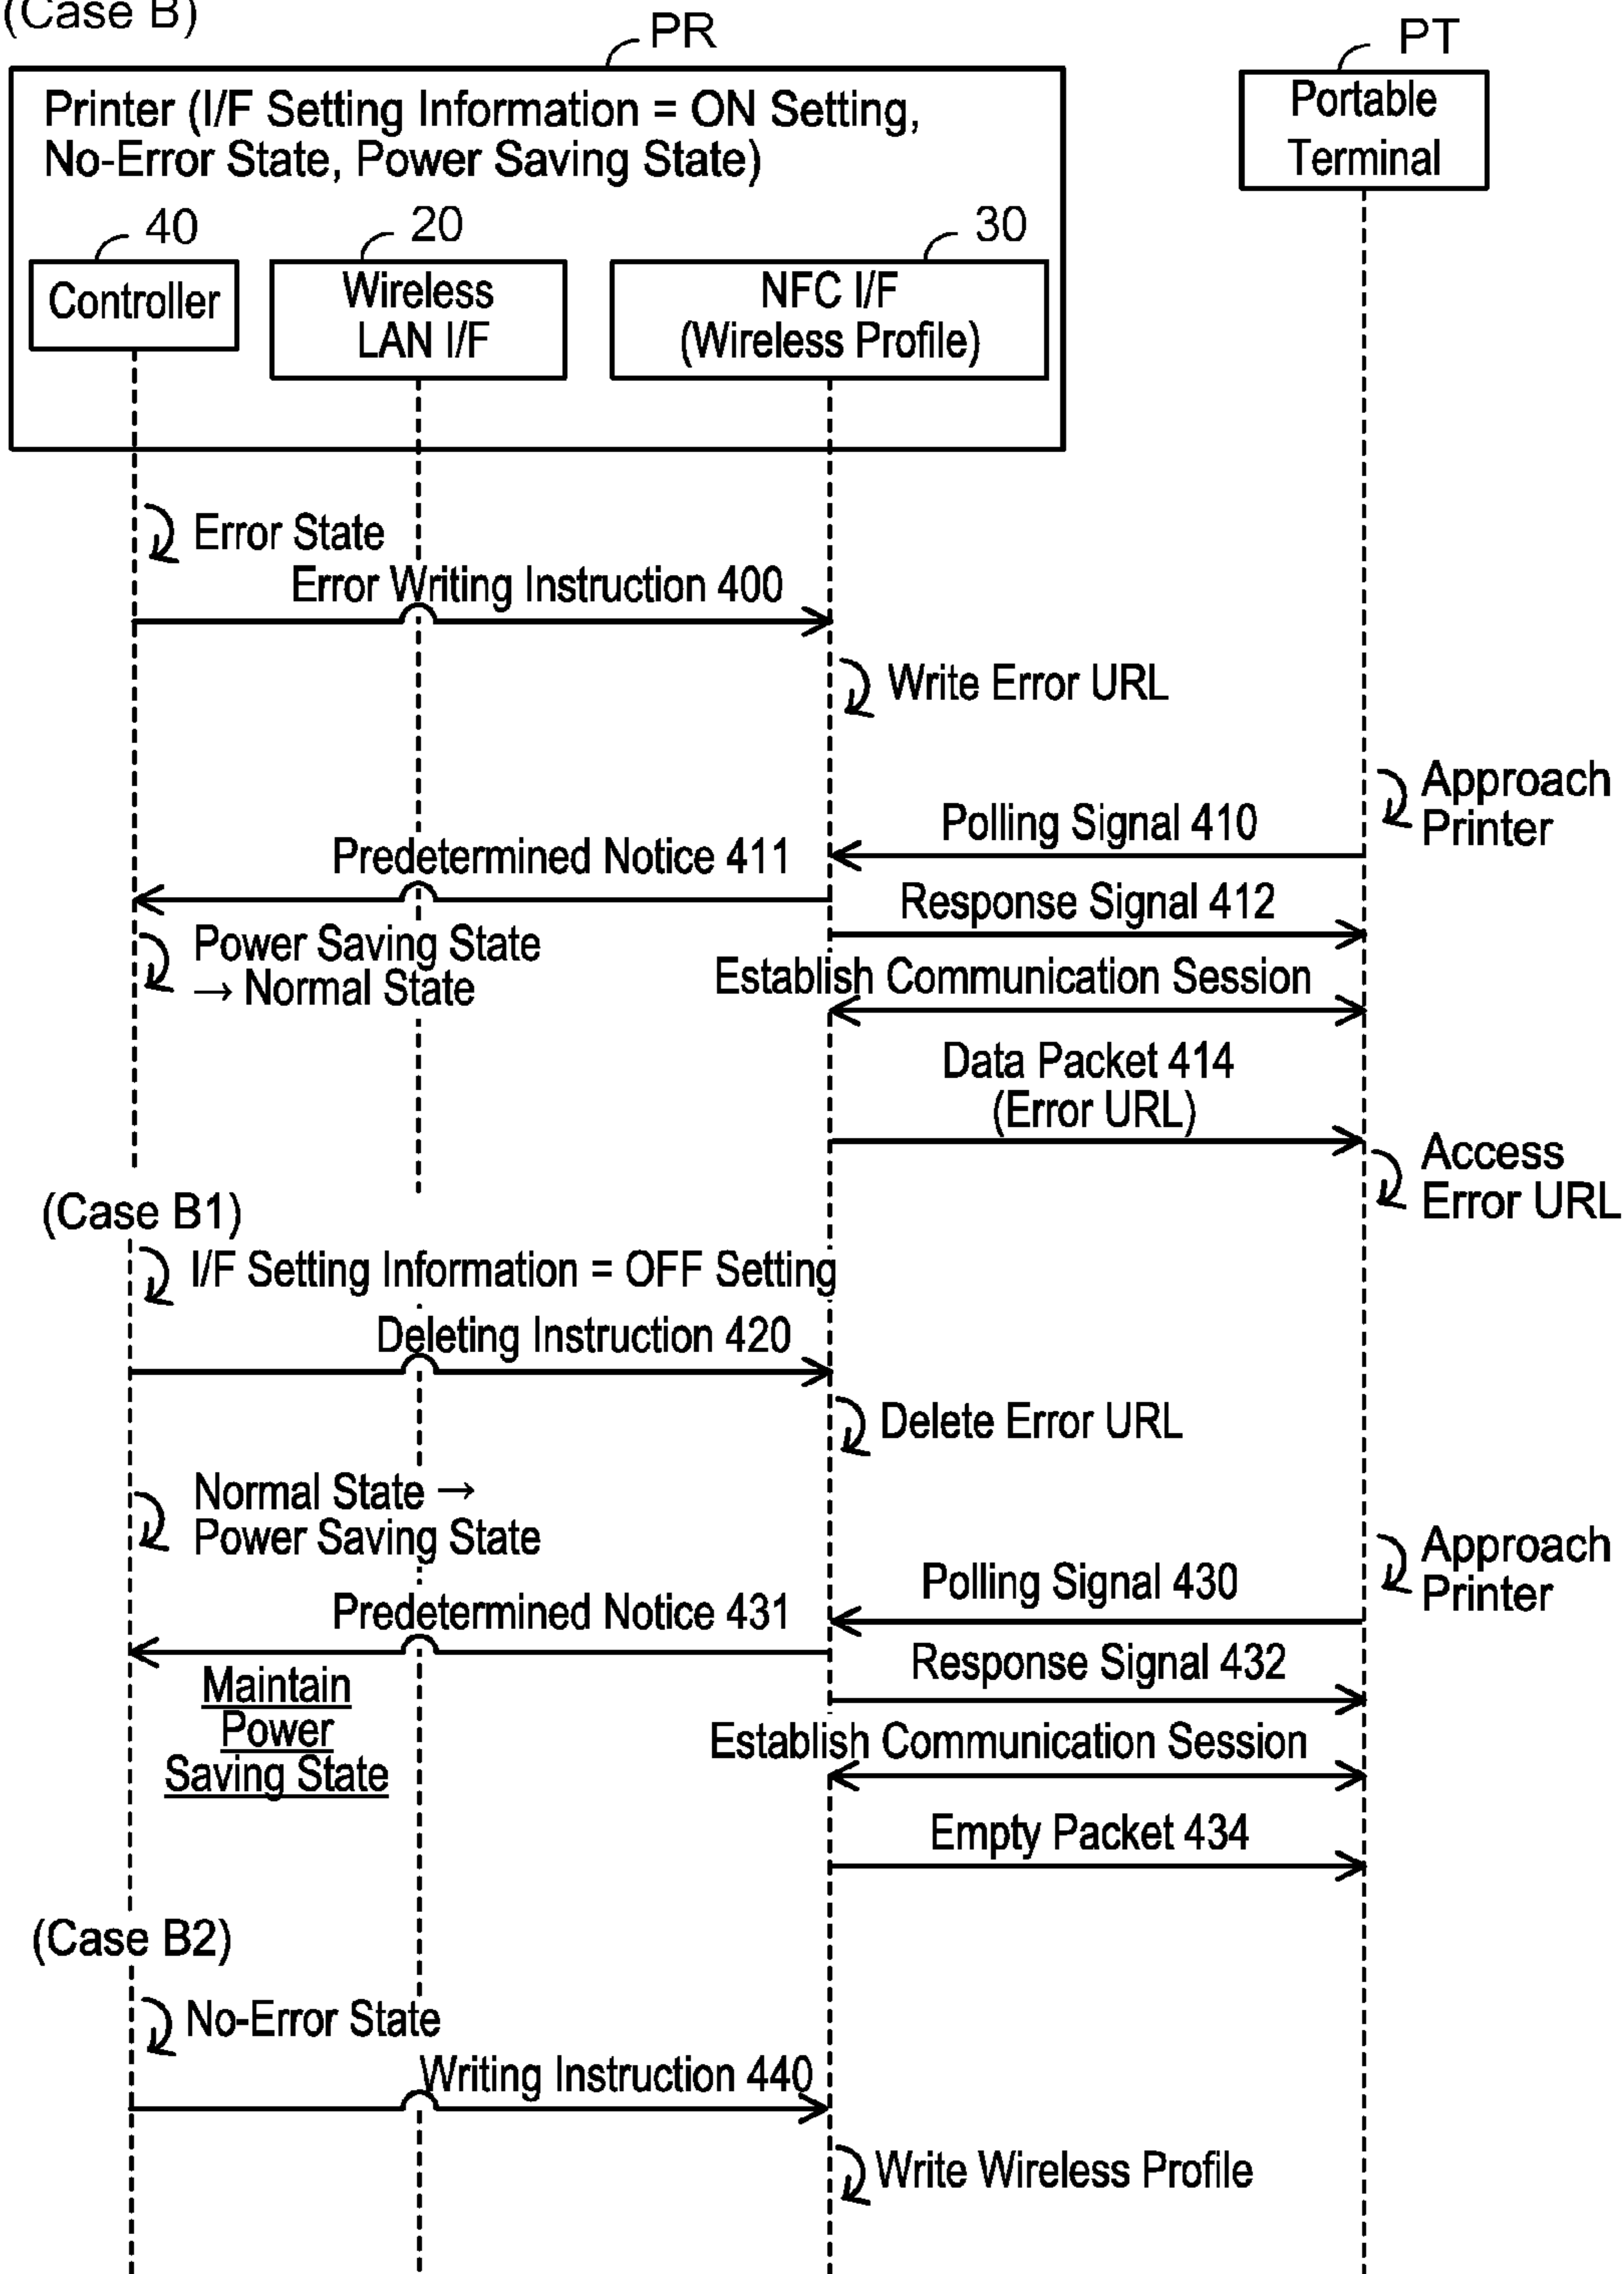 (Case B)
PR
PT
Printer (I/F Setting Information = ON Setting,
No-Error State, Power Saving State)
Portable
Terminal
40
20
30
Controller
Wireless
LAN I/F
NFC I/F
(Wireless Profile)
Error State
Error Writing Instruction 400
Write Error URL
Approach
Printer
Polling Signal 410
Predetermined Notice 411
Response Signal 412
Power Saving State
→ Normal State
Establish Communication Session
Data Packet 414
(Error URL)
Access
Error URL
(Case B1)
I/F Setting Information = OFF Setting
Deleting Instruction 420
Delete Error URL
Normal State →
Power Saving State
Approach
Printer
Polling Signal 430
Predetermined Notice 431
Response Signal 432
Maintain
Power
Saving State
Establish Communication Session
Empty Packet 434
(Case B2)
No-Error State
Writing Instruction 440
Write Wireless Profile